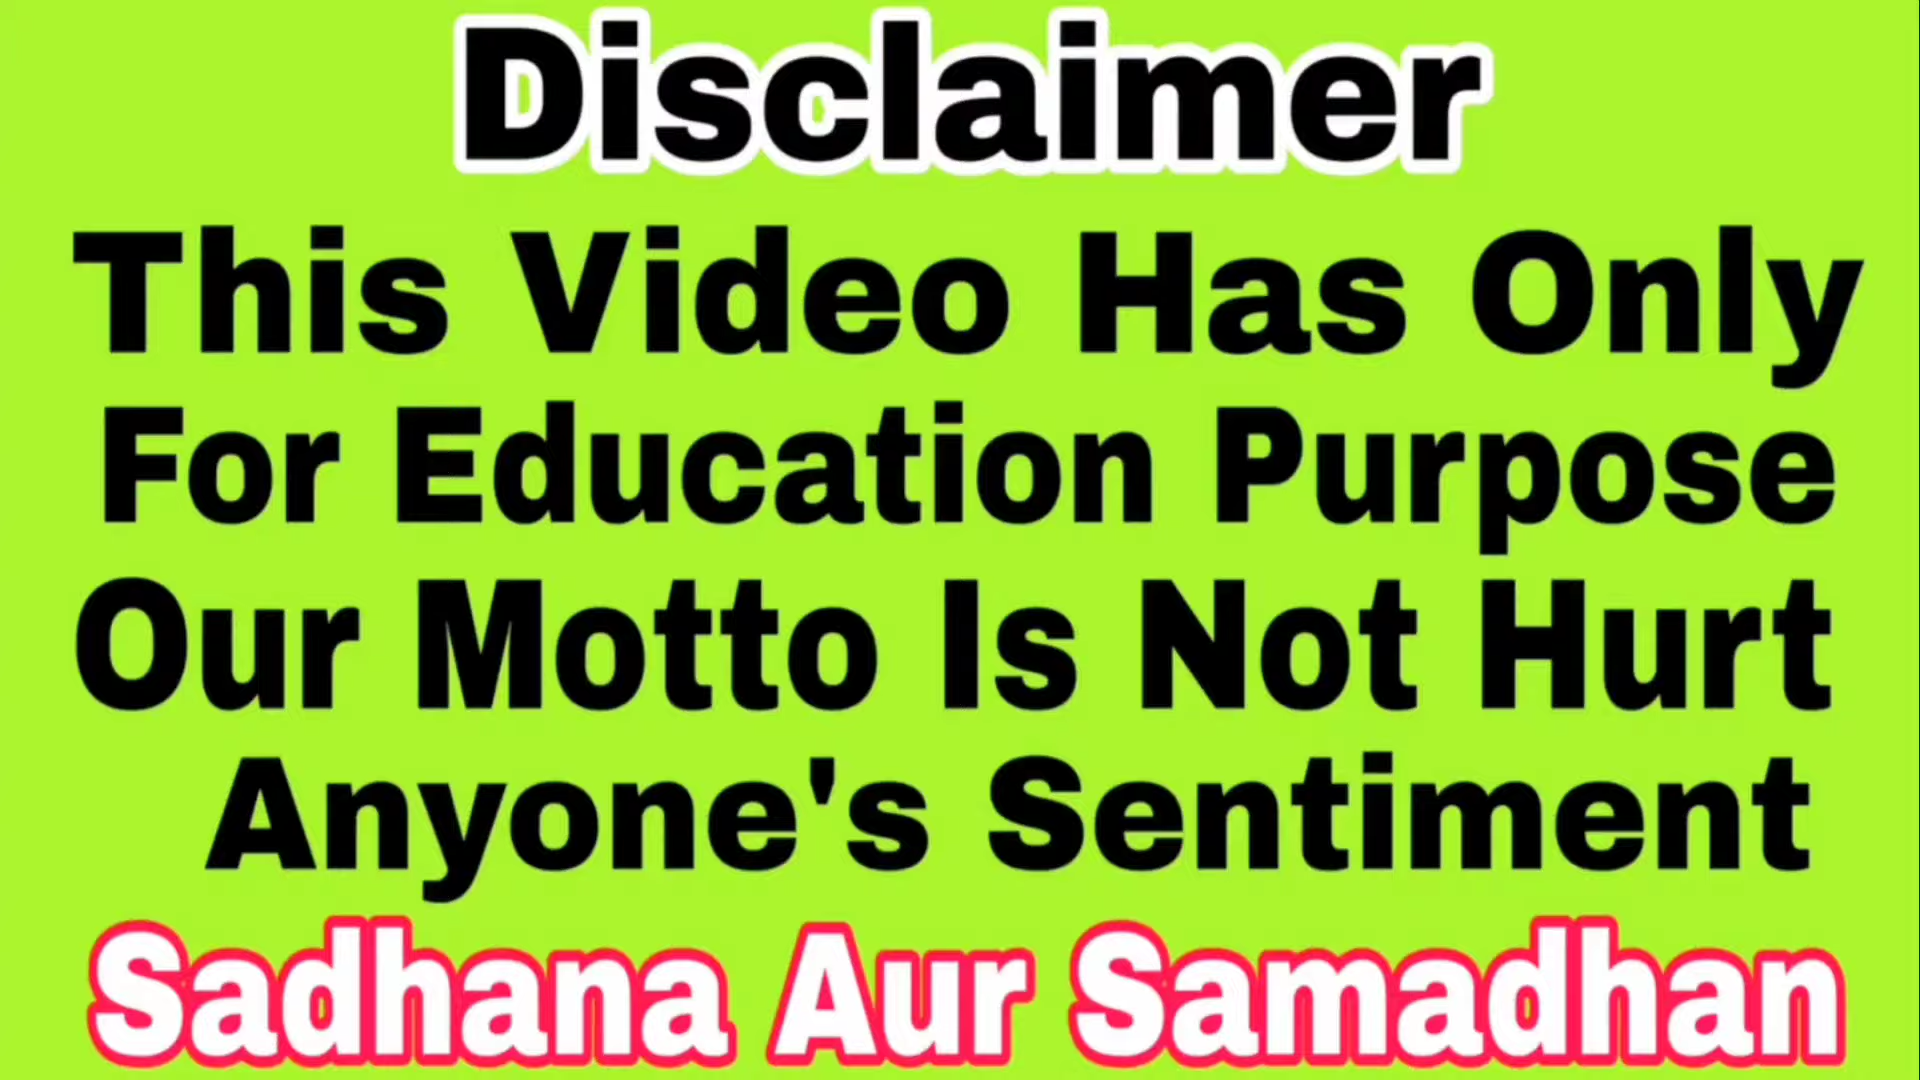 Disclaimer
This Video Has Only
For Education Purpose
Our Motto Is Not Hurt
Anyone's Sentiment
Sadhana Aur Samadhan